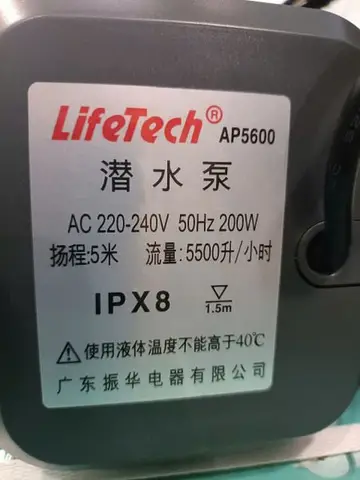 LifeTech® AP5600
潜水泵
AC 220-240V 50Hz 200W
扬程:5米 流量:5500升/小时
IPX8 1.5m
使用液体温度不能高于40℃
广东振华电器有限公司